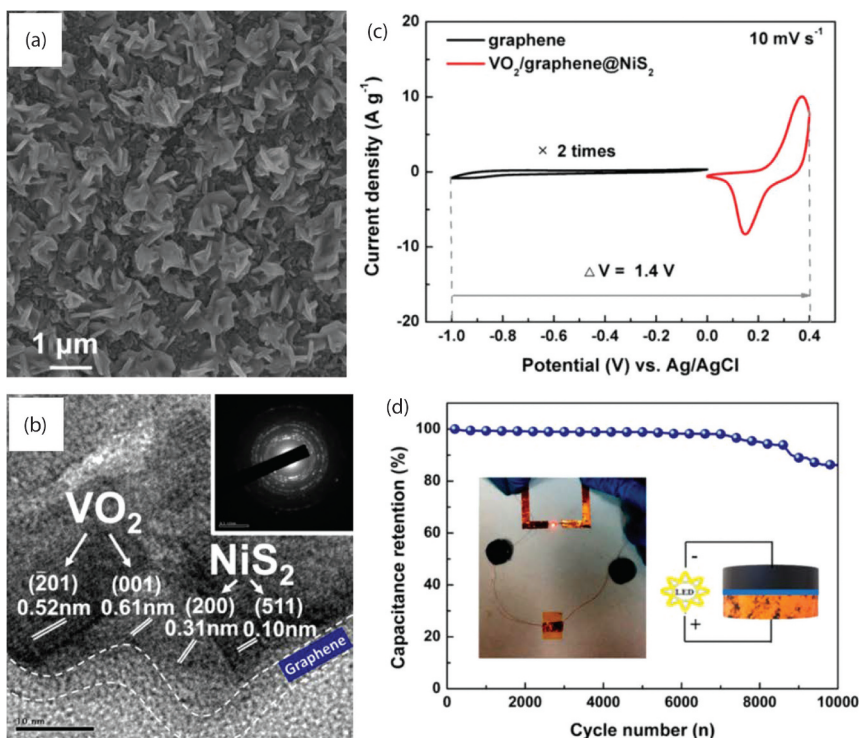 (a)
1 μm
(b)
VO2
(2̅01)
0.52nm
(001)
0.61nm
NiS2
(200)
0.31nm
(511)
0.10nm
Graphene
10 nm
(c)
graphene
VO2/graphene@NiS2
10 mV s-1
× 2 times
△ V = 1.4 V
Current density (A g-1)
20
10
0
-10
-20
-1.0 -0.8 -0.6 -0.4 -0.2 0.0 0.2 0.4
Potential (V) vs. Ag/AgCl
(d)
Capacitance retention (%)
100
80
60
40
20
0
LED
-
+
0 2000 4000 6000 8000 10000
Cycle number (n)